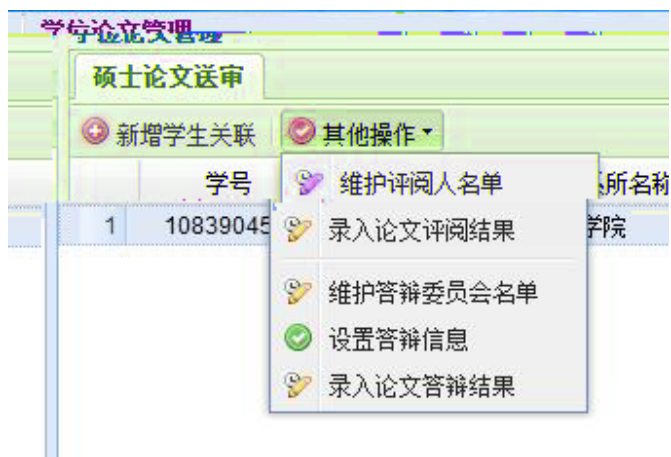 学位论文管理
硕士论文送审
新增学生关联 其他操作
学号 所名称
维护评阅人名单
1 10839045 学院
录入论文评阅结果
维护答辩委员会名单
设置答辩信息
录入论文答辩结果